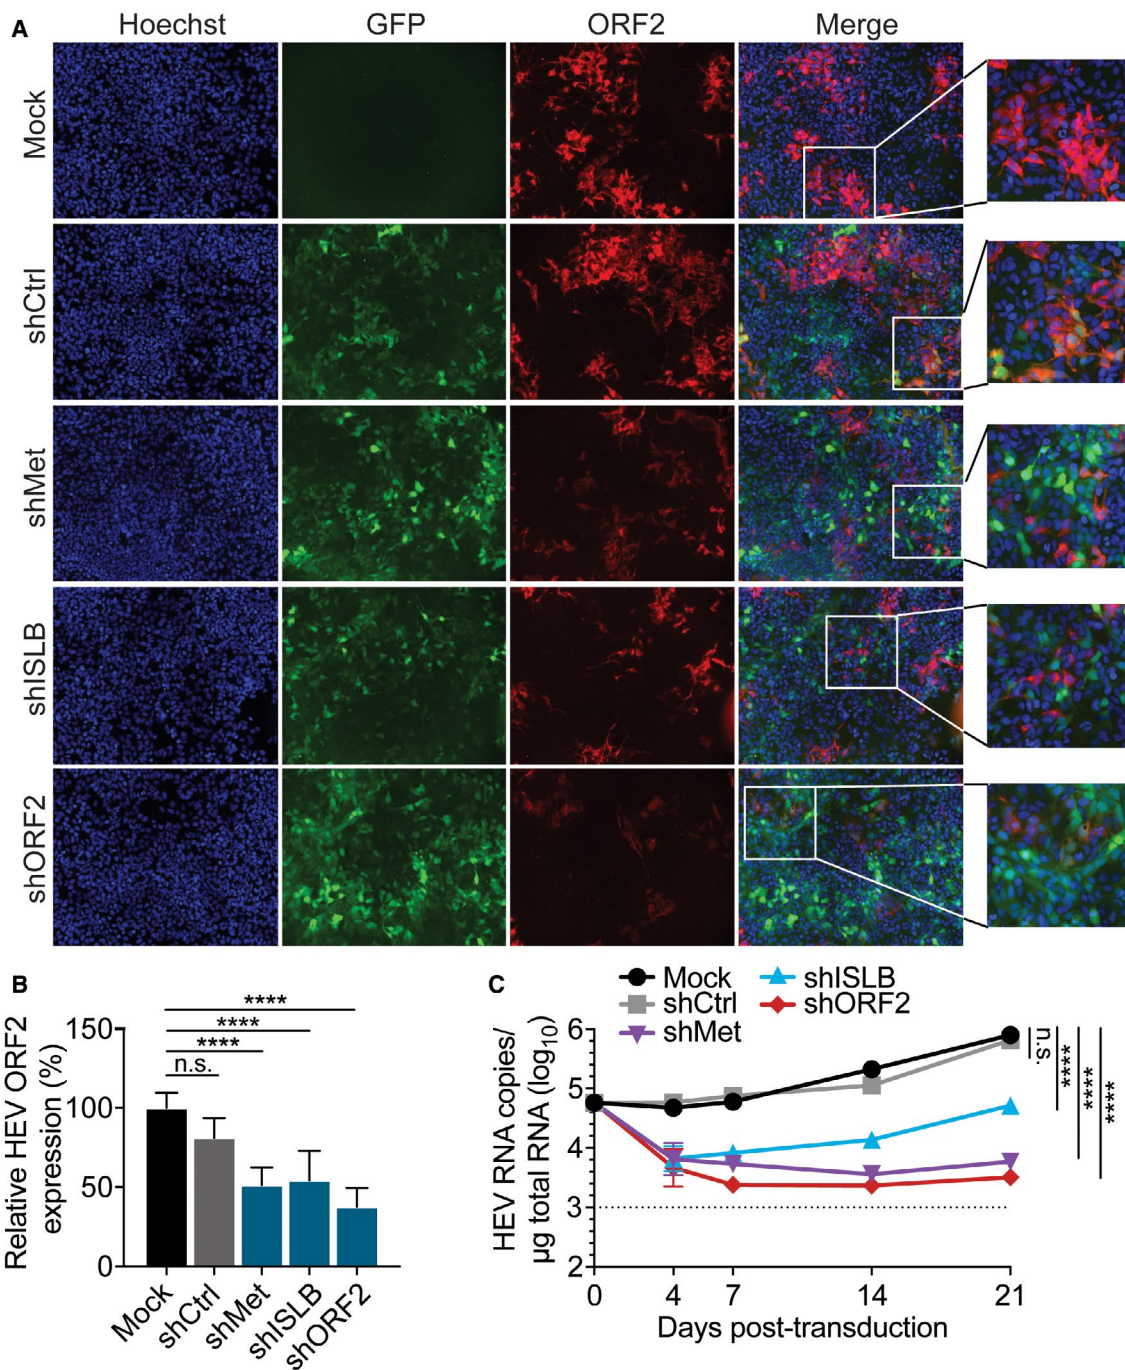 A
Hoechst GFP ORF2 Merge
Mock
shCtrl
shMet
shISLB
shORF2
B
Relative HEV ORF2
expression (%)
150
100
50
0
****
****
****
n.s.
Mock
shCtrl
shMet
shISLB
shORF2
C
Mock
shCtrl
shMet
shISLB
shORF2
HEV RNA copies/
µg total RNA (log10)
6
5
4
3
2
0 4 7 14 21
Days post-transduction
n.s.
****
****
****